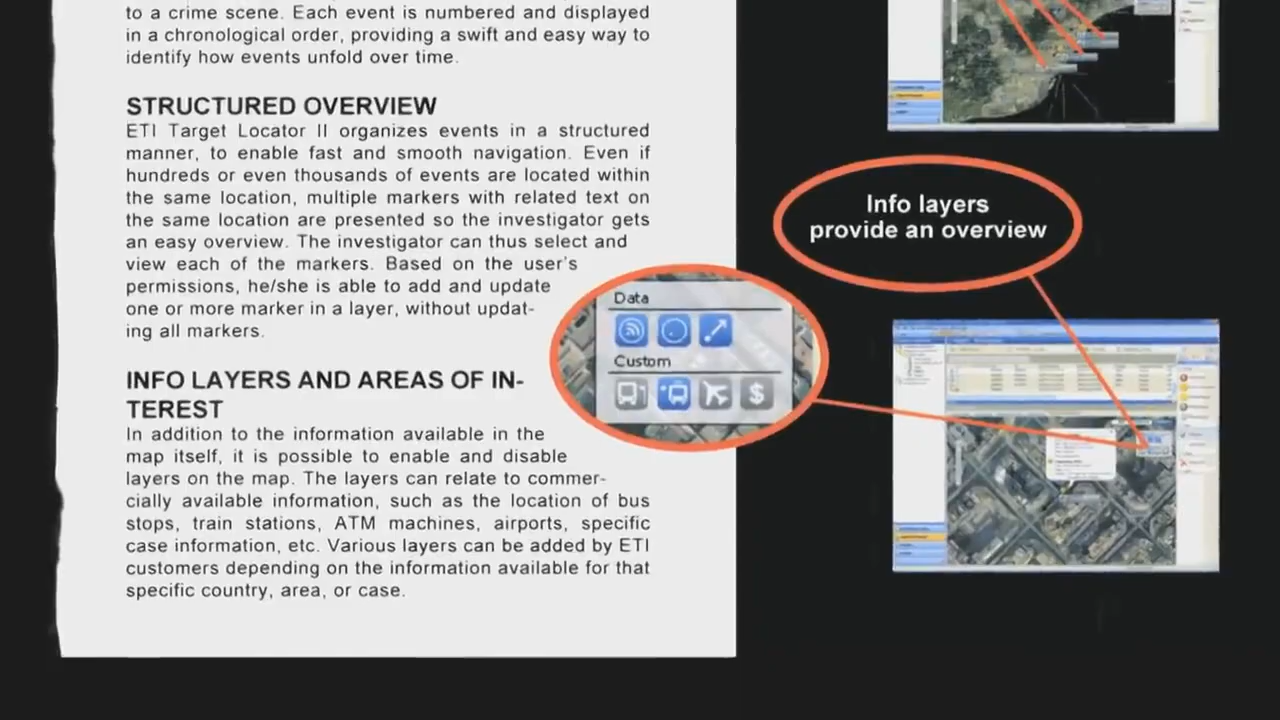 to a crime scene. Each event is numbered and displayed
in a chronological order, providing a swift and easy way to
identify how events unfold over time.
STRUCTURED OVERVIEW
ETI Target Locator II organizes events in a structured
manner, to enable fast and smooth navigation. Even if
hundreds or even thousands of events are located within
the same location, multiple markers with related text on
the same location are presented so the investigator gets
an easy overview. The investigator can thus select and
view each of the markers. Based on the user's
permissions, he/she is able to add and update
one or more marker in a layer, without updat-
ing all markers.
INFO LAYERS AND AREAS OF IN-
TEREST
In addition to the information available in the
map itself, it is possible to enable and disable
layers on the map. The layers can relate to commer-
cially available information, such as the location of bus
stops, train stations, ATM machines, airports, specific
case information, etc. Various layers can be added by ETI
customers depending on the information available for that
specific country, area, or case.
Data
Custom
$
Info layers
provide an overview